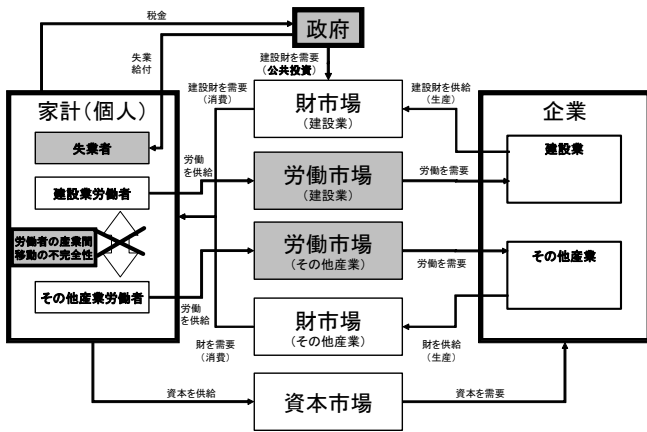 税金
政府
失業
給付
建設財を需要
（公共投資）
建設財を需要
（消費）
建設財を供給
（生産）
家計（個人）
財市場
（建設業）
企業
失業者
建設業
労働
を供給
労働市場
（建設業）
労働を需要
建設業労働者
労働者の産業間
移動の不完全性
労働市場
（その他産業）
労働を需要
その他産業
その他産業労働者
労働
を供給
財市場
（その他産業）
財を需要
（消費）
財を供給
（生産）
資本を供給
資本市場
資本を需要